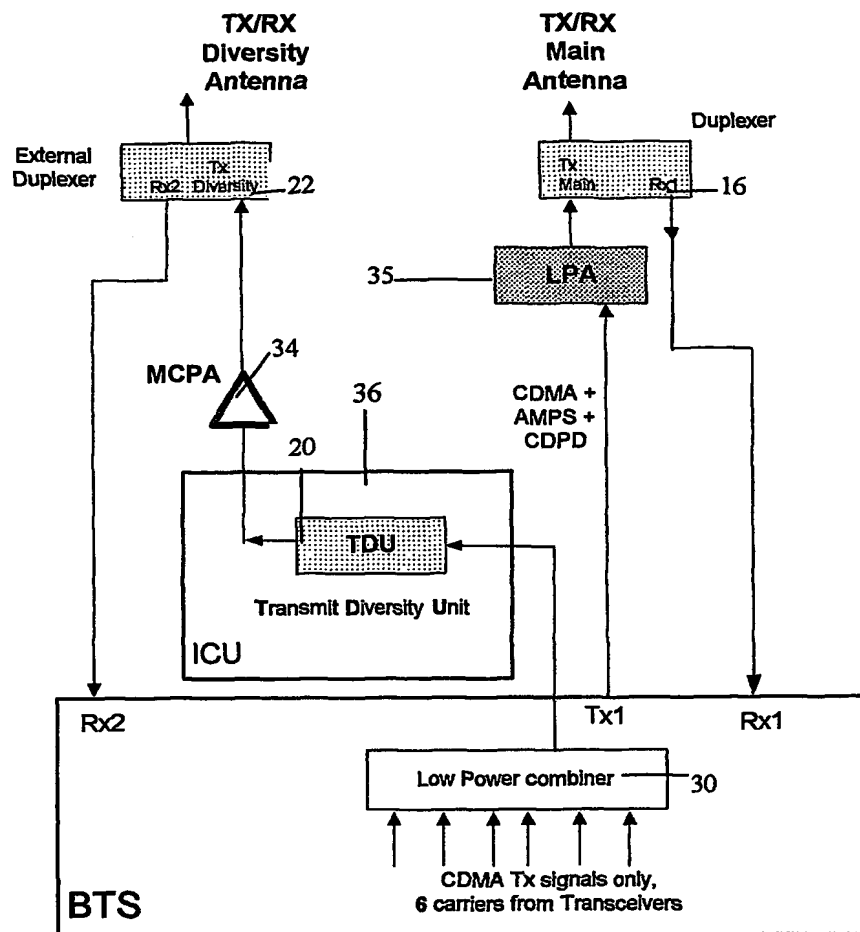 TX/RX
Diversity
Antenna
TX/RX
Main
Antenna
External
Duplexer
Rx2
Tx
Diversity
22
Duplexer
Tx
Main
Rx1
16
35
LPA
MCPA
34
CDMA +
AMPS +
CDPD
20
36
TDU
Transmit Diversity Unit
ICU
Rx2
Tx1
Rx1
Low Power combiner
30
CDMA Tx signals only,
6 carriers from Transceivers
BTS